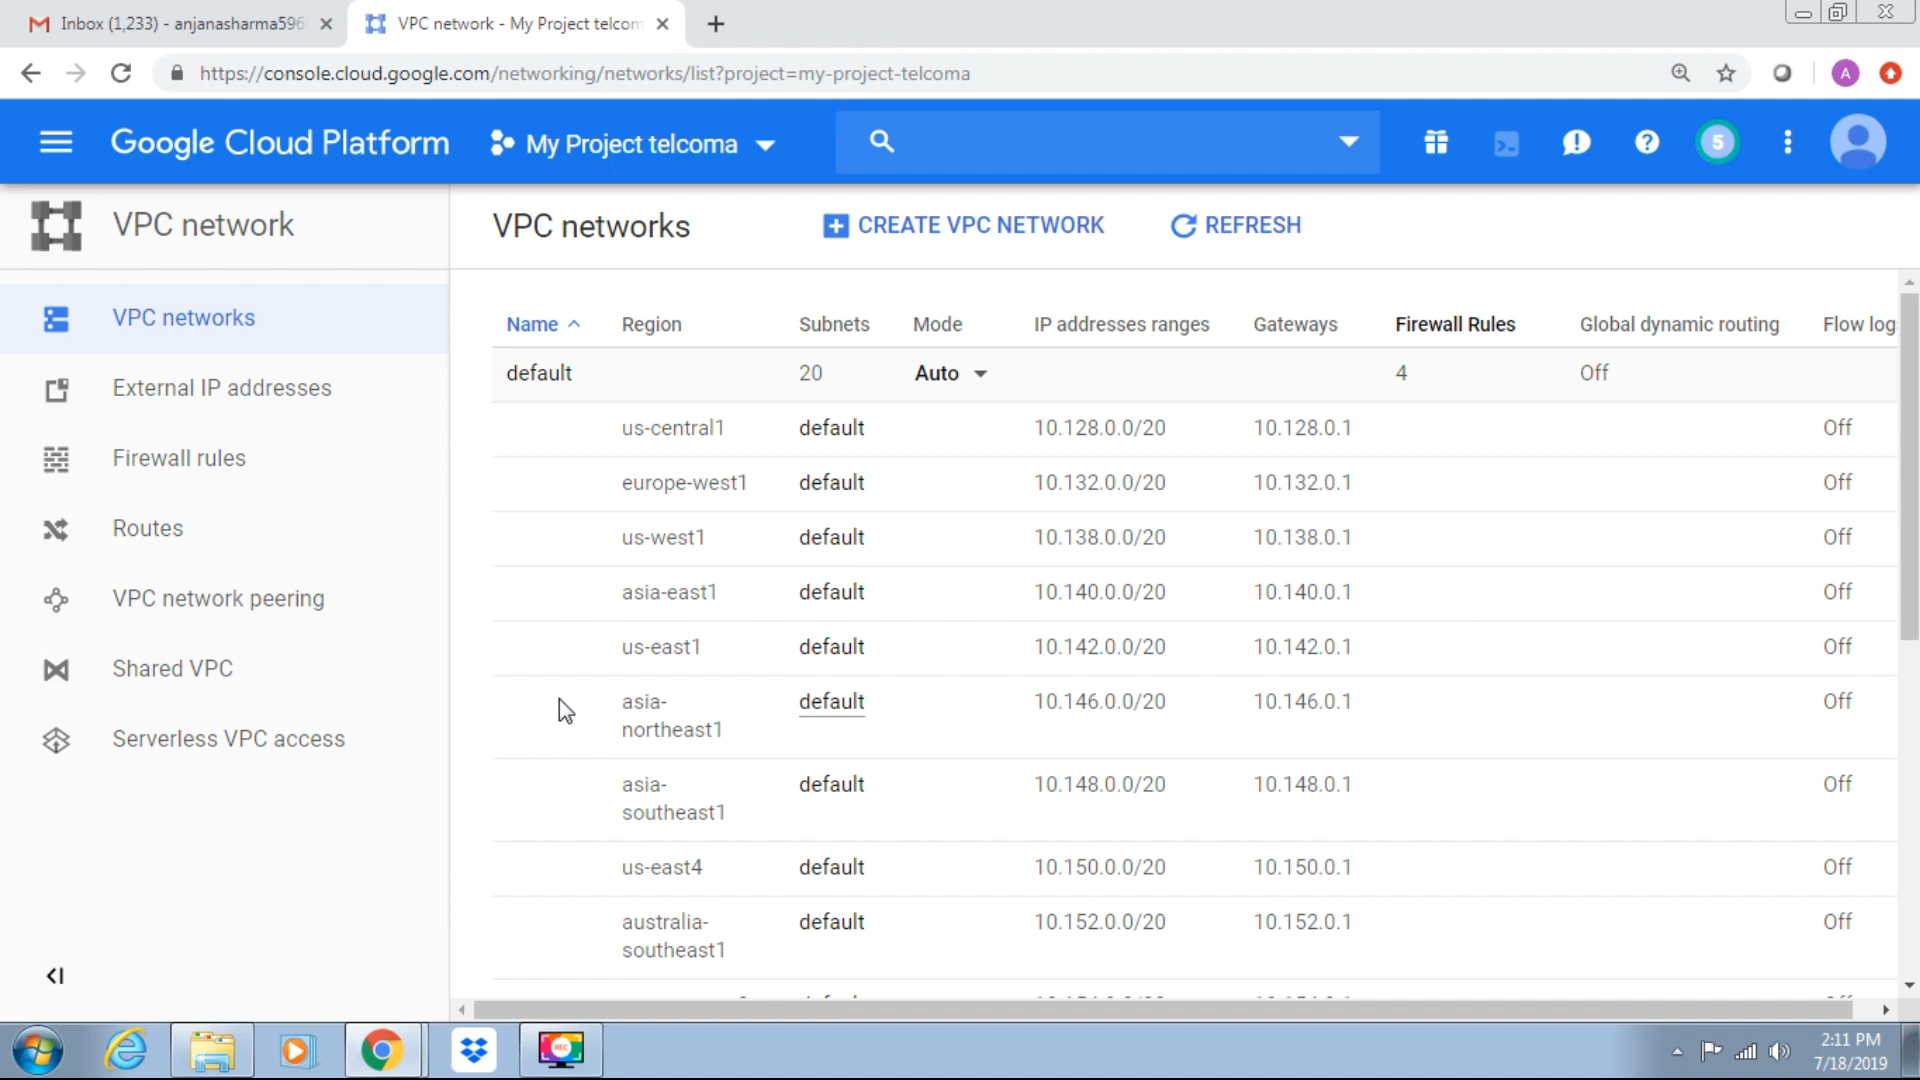 Inbox (1,233) - anjanasharma596
VPC network - My Project telcom
https://console.cloud.google.com/networking/networks/list?project=my-project-telcoma
A
Google Cloud Platform
My Project telcoma
5
VPC network
VPC networks
CREATE VPC NETWORK
REFRESH
VPC networks
External IP addresses
Firewall rules
Routes
VPC network peering
Shared VPC
Serverless VPC access
Name Region Subnets Mode IP addresses ranges Gateways Firewall Rules Global dynamic routing Flow log
default 20 Auto 4 Off
us-central1 default 10.128.0.0/20 10.128.0.1 Off
europe-west1 default 10.132.0.0/20 10.132.0.1 Off
us-west1 default 10.138.0.0/20 10.138.0.1 Off
asia-east1 default 10.140.0.0/20 10.140.0.1 Off
us-east1 default 10.142.0.0/20 10.142.0.1 Off
asia- default 10.146.0.0/20 10.146.0.1 Off
northeast1
asia- default 10.148.0.0/20 10.148.0.1 Off
southeast1
us-east4 default 10.150.0.0/20 10.150.0.1 Off
australia- default 10.152.0.0/20 10.152.0.1 Off
southeast1
REC
2:11 PM
7/18/2019